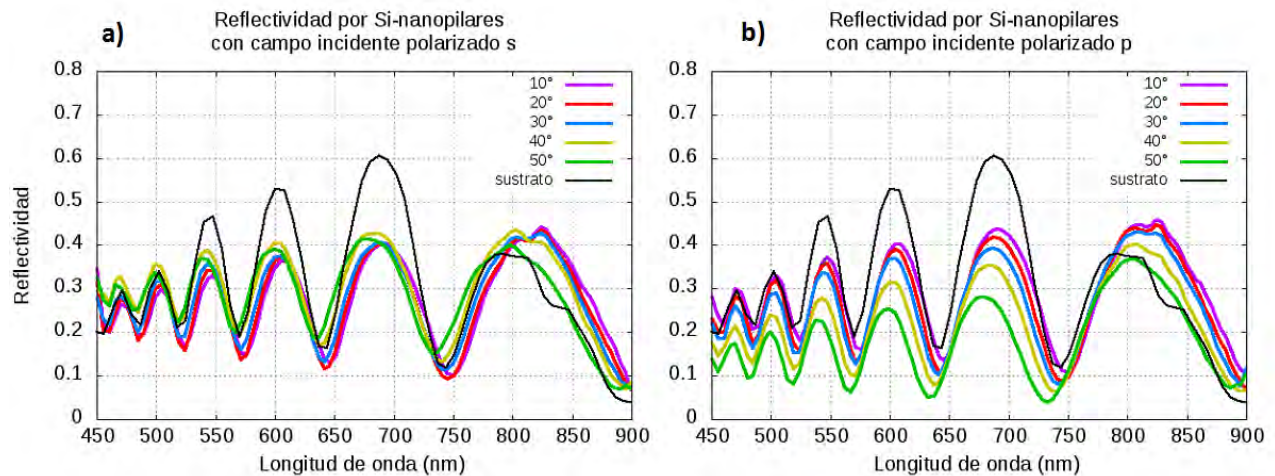 a)
Reflectividad por Si-nanopilares
con campo incidente polarizado s
0.8
0.7
0.6
0.5
0.4
0.3
0.2
0.1
0
Reflectividad
10°
20°
30°
40°
50°
sustrato
450 500 550 600 650 700 750 800 850 900
Longitud de onda (nm)
b)
Reflectividad por Si-nanopilares
con campo incidente polarizado p
0.8
0.7
0.6
0.5
0.4
0.3
0.2
0.1
0
10°
20°
30°
40°
50°
sustrato
450 500 550 600 650 700 750 800 850 900
Longitud de onda (nm)